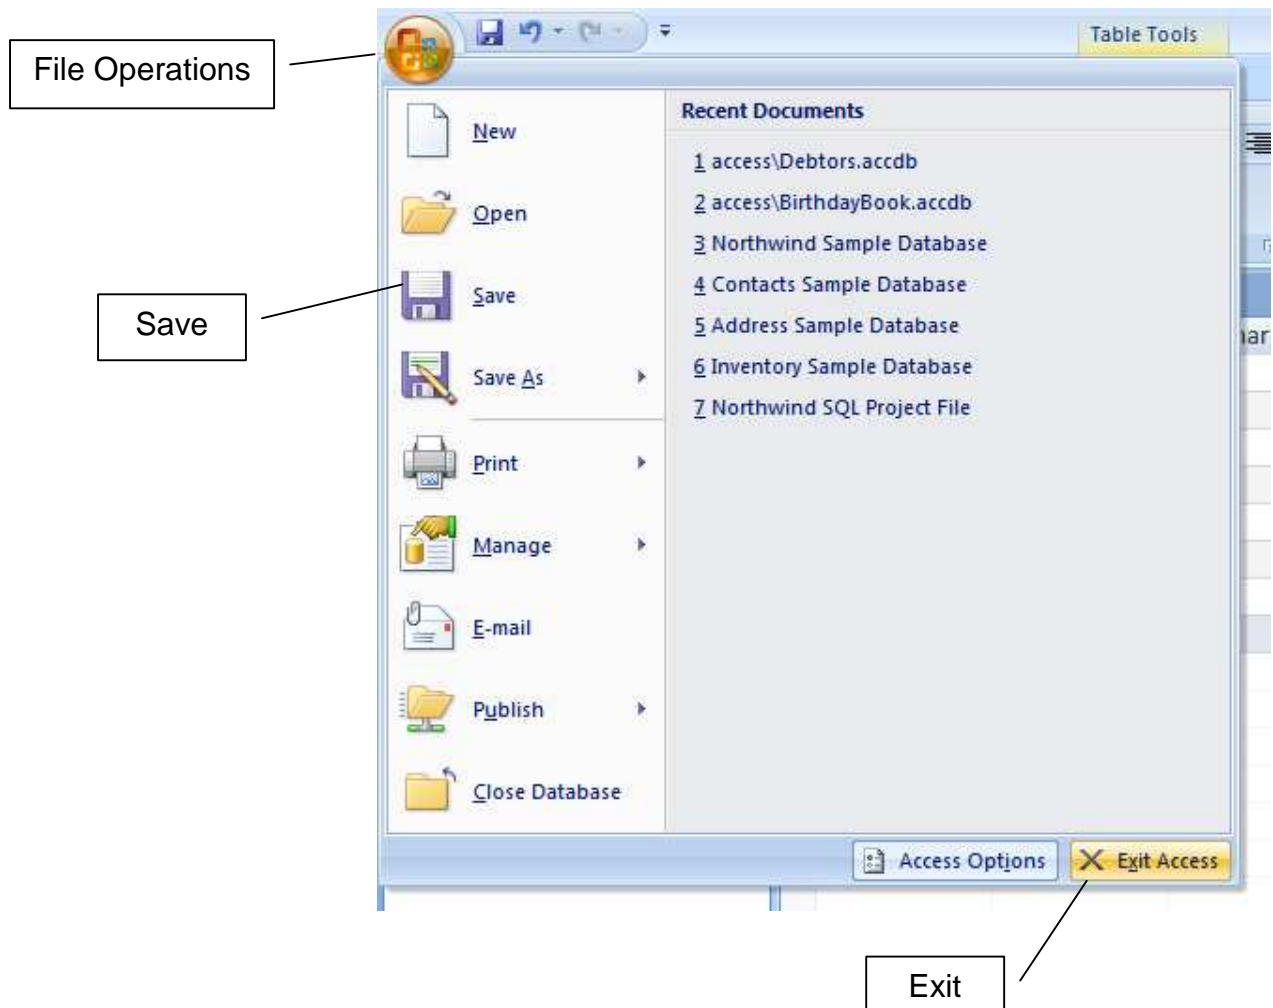 Table Tools
File Operations
New
Open
Save
Save As
Print
Manage
E-mail
Publish
Close Database
Recent Documents
1 access\Debtors.accdb
2 access\BirthdayBook.accdb
3 Northwind Sample Database
4 Contacts Sample Database
5 Address Sample Database
6 Inventory Sample Database
7 Northwind SQL Project File
Save
Access Options
Exit Access
Exit